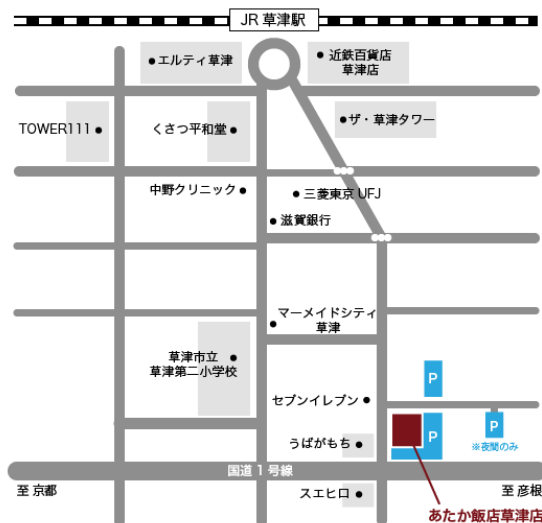 JR 草津駅
エルティ草津
近鉄百貨店
草津店
TOWER111
くさつ平和堂
ザ・草津タワー
中野クリニック
三菱東京 UFJ
滋賀銀行
マーメイドシティ
草津
草津市立
草津第二小学校
P
セブンイレブン
P
P
うばがもち
※夜間のみ
国道 1 号線
至 京都
スエヒロ
至 彦根
あたか飯店草津店